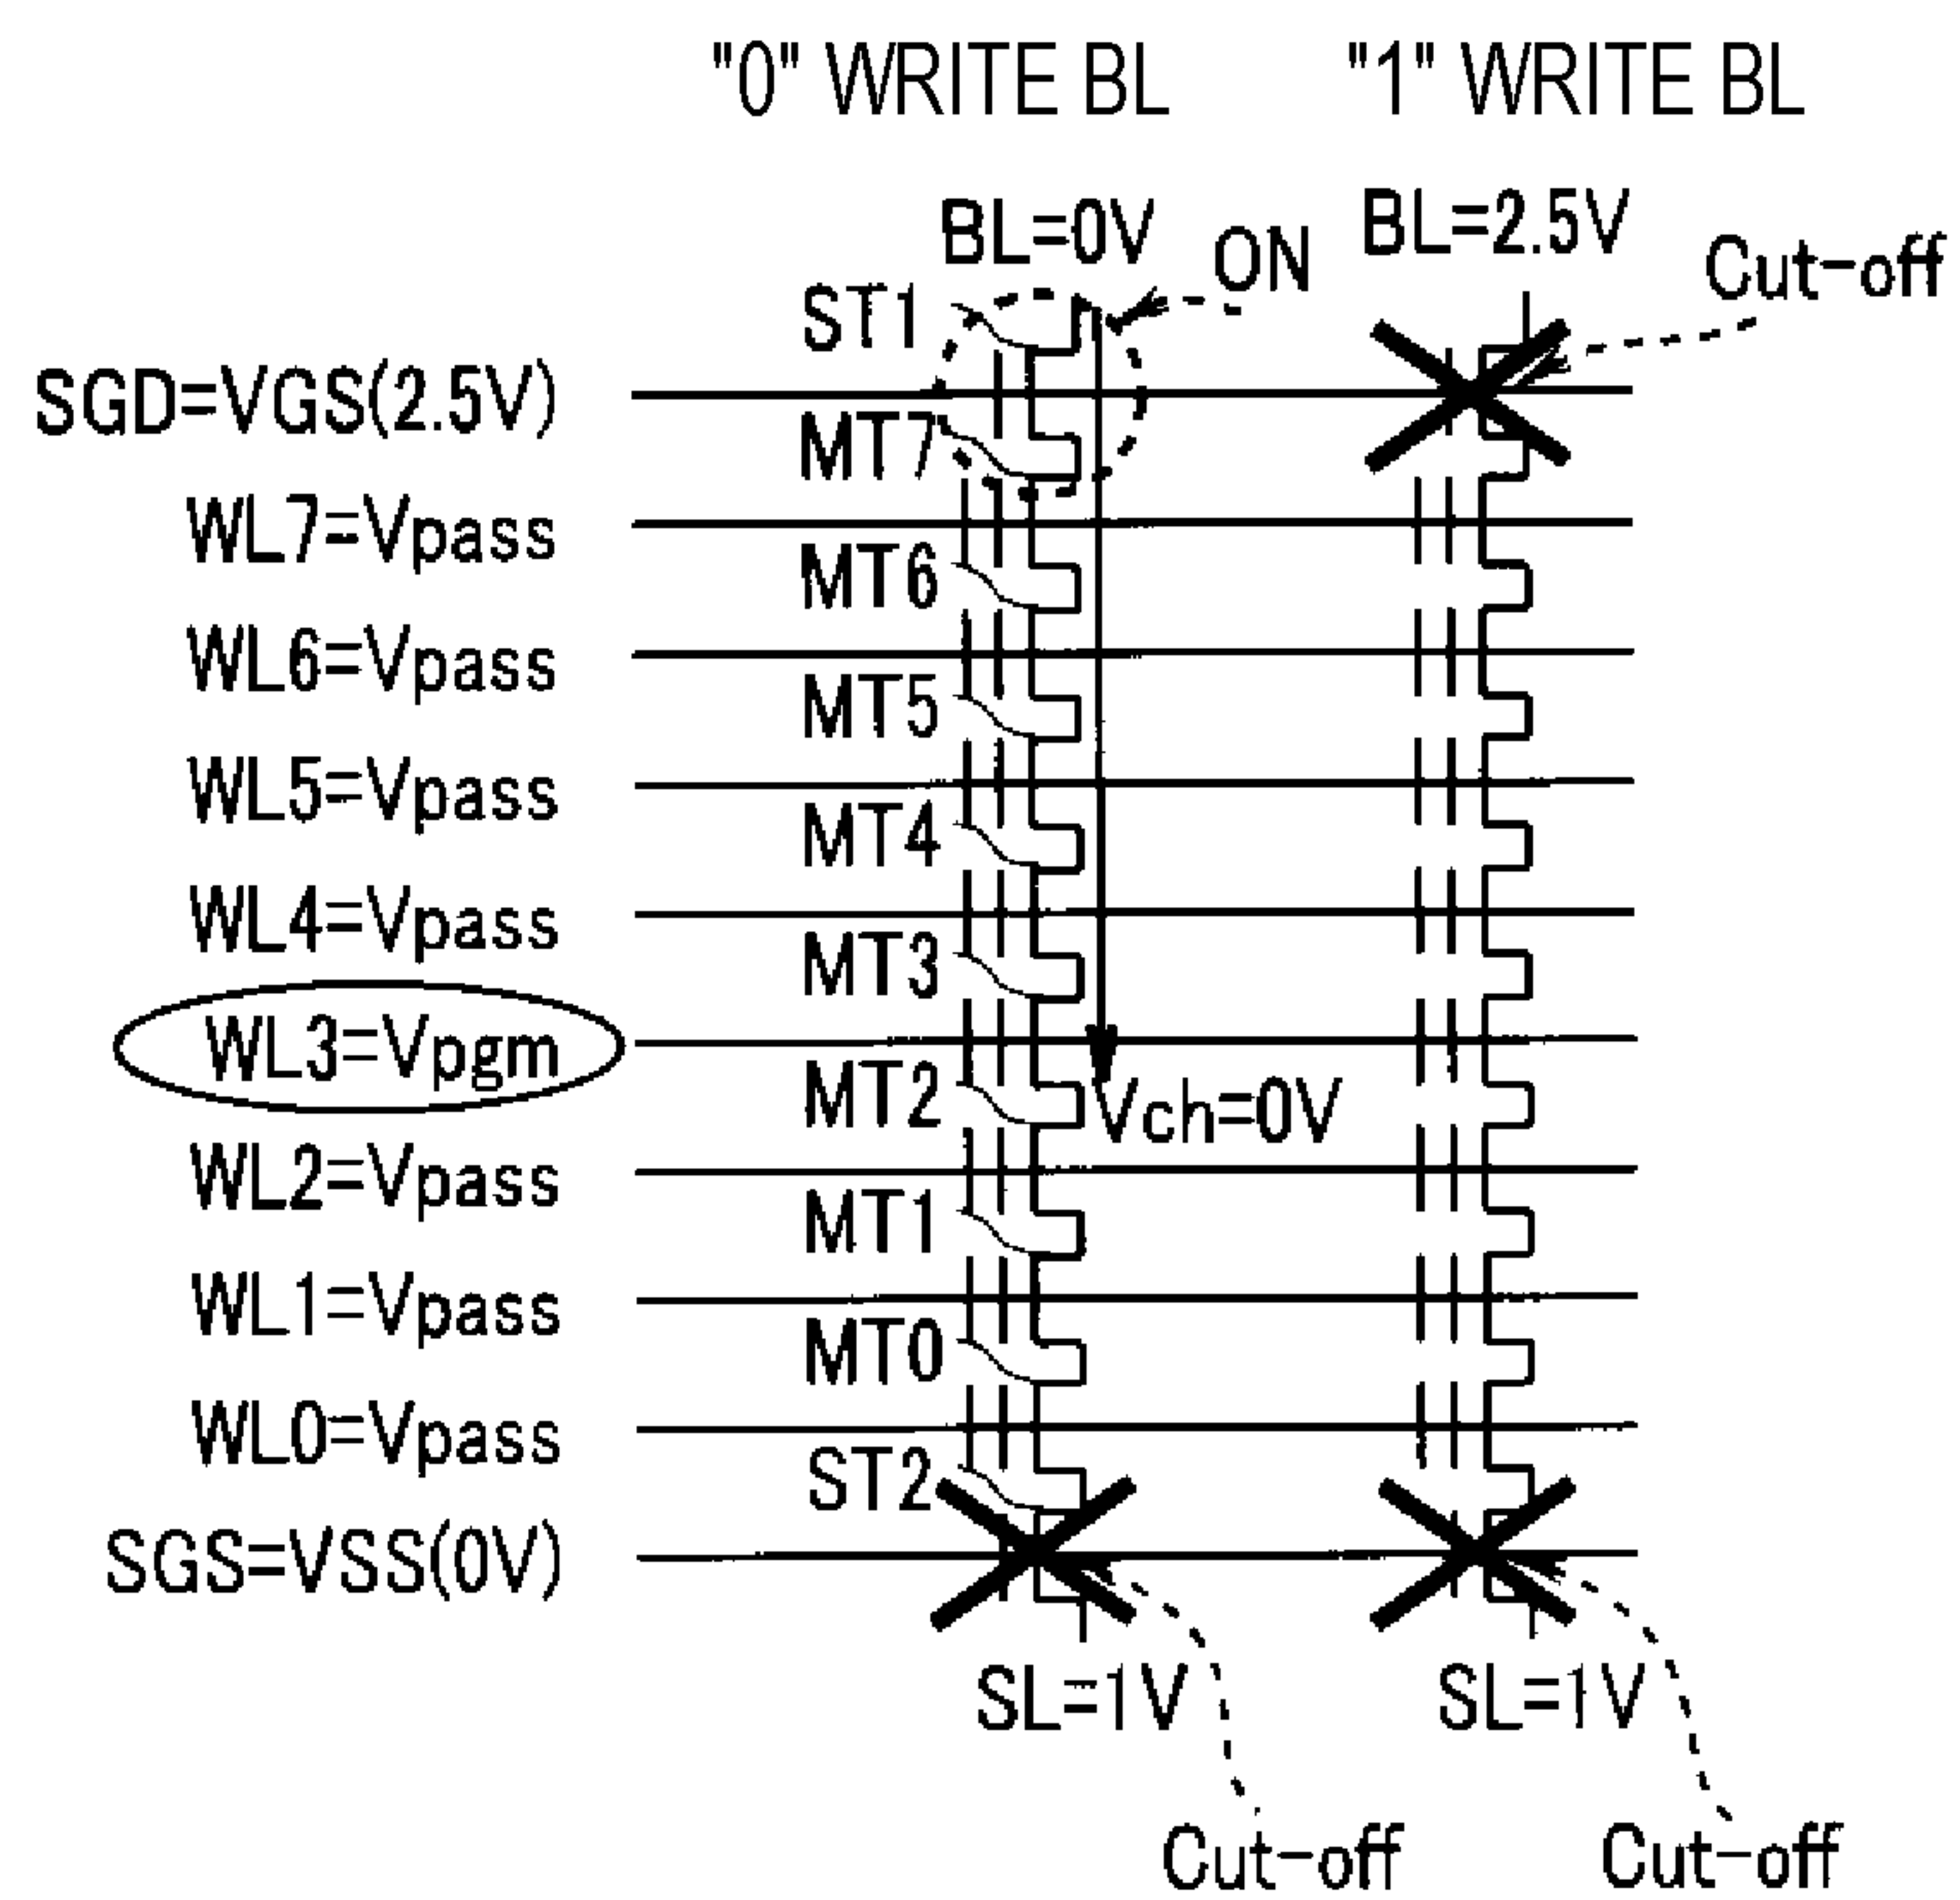 "0" WRITE BL "1" WRITE BL
BL=0V ON BL=2.5V Cut-off
ST1
SGD=VGS(2.5V)
MT7
WL7=Vpass
MT6
WL6=Vpass
MT5
WL5=Vpass
MT4
WL4=Vpass
MT3
WL3=Vpgm
MT2 Vch=0V
WL2=Vpass
MT1
WL1=Vpass
MT0
WL0=Vpass
ST2
SGS=VSS(0V)
SL=1V SL=1V
Cut-off Cut-off